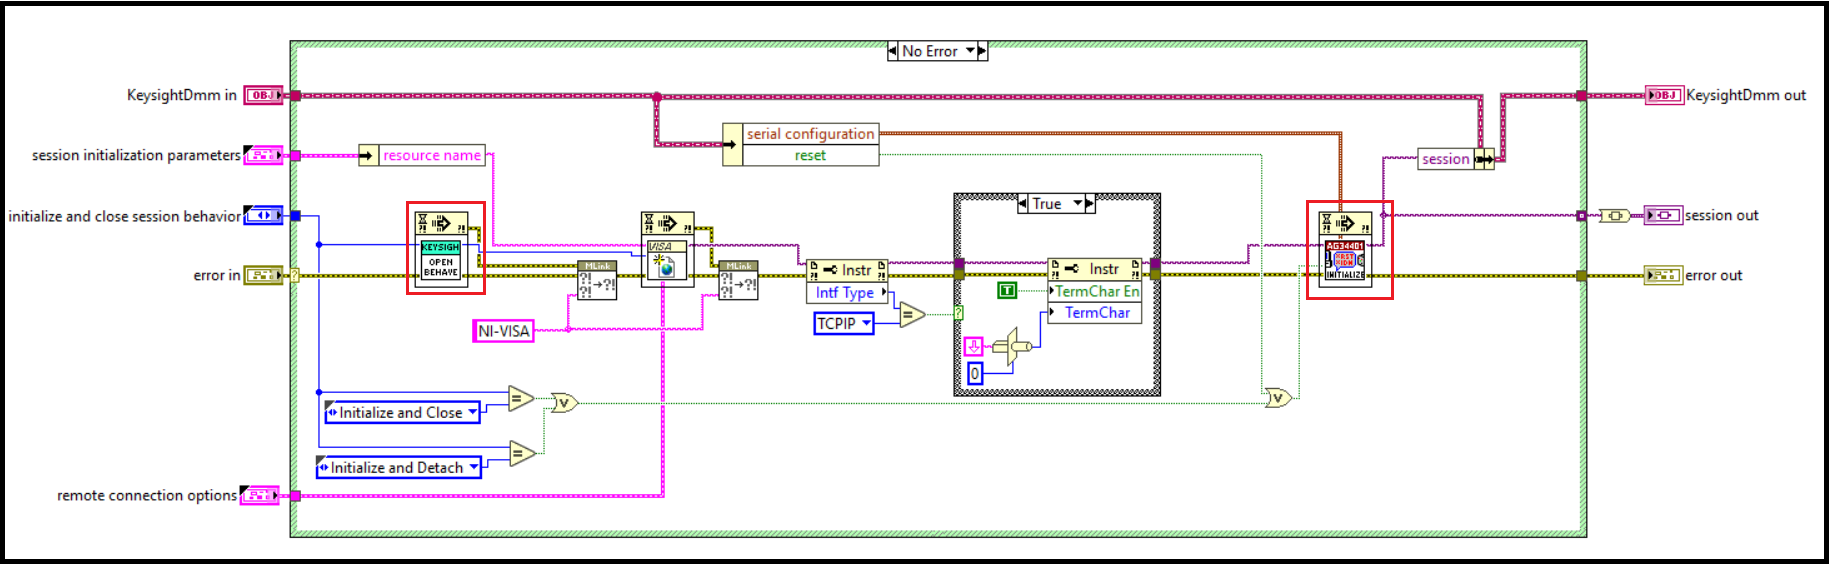 No Error
KeysightDmm in
OBJ
OBJ
KeysightDmm out
serial configuration
reset
session initialization parameters
resource name
session
True
initialize and close session behavior
session out
KEYSIGH
OPEN
BEHAVE
VISA
AG34401
XRST
XIDN
INITIALIZE
MLink
?! →?!
?!
MLink
?! →?!
?!
error in
?
Instr
Intf Type
Instr
TermChar En
TermChar
error out
T
?
NI-VISA
TCPIP
=
0
Initialize and Close
=
V
V
Initialize and Detach
=
remote connection options